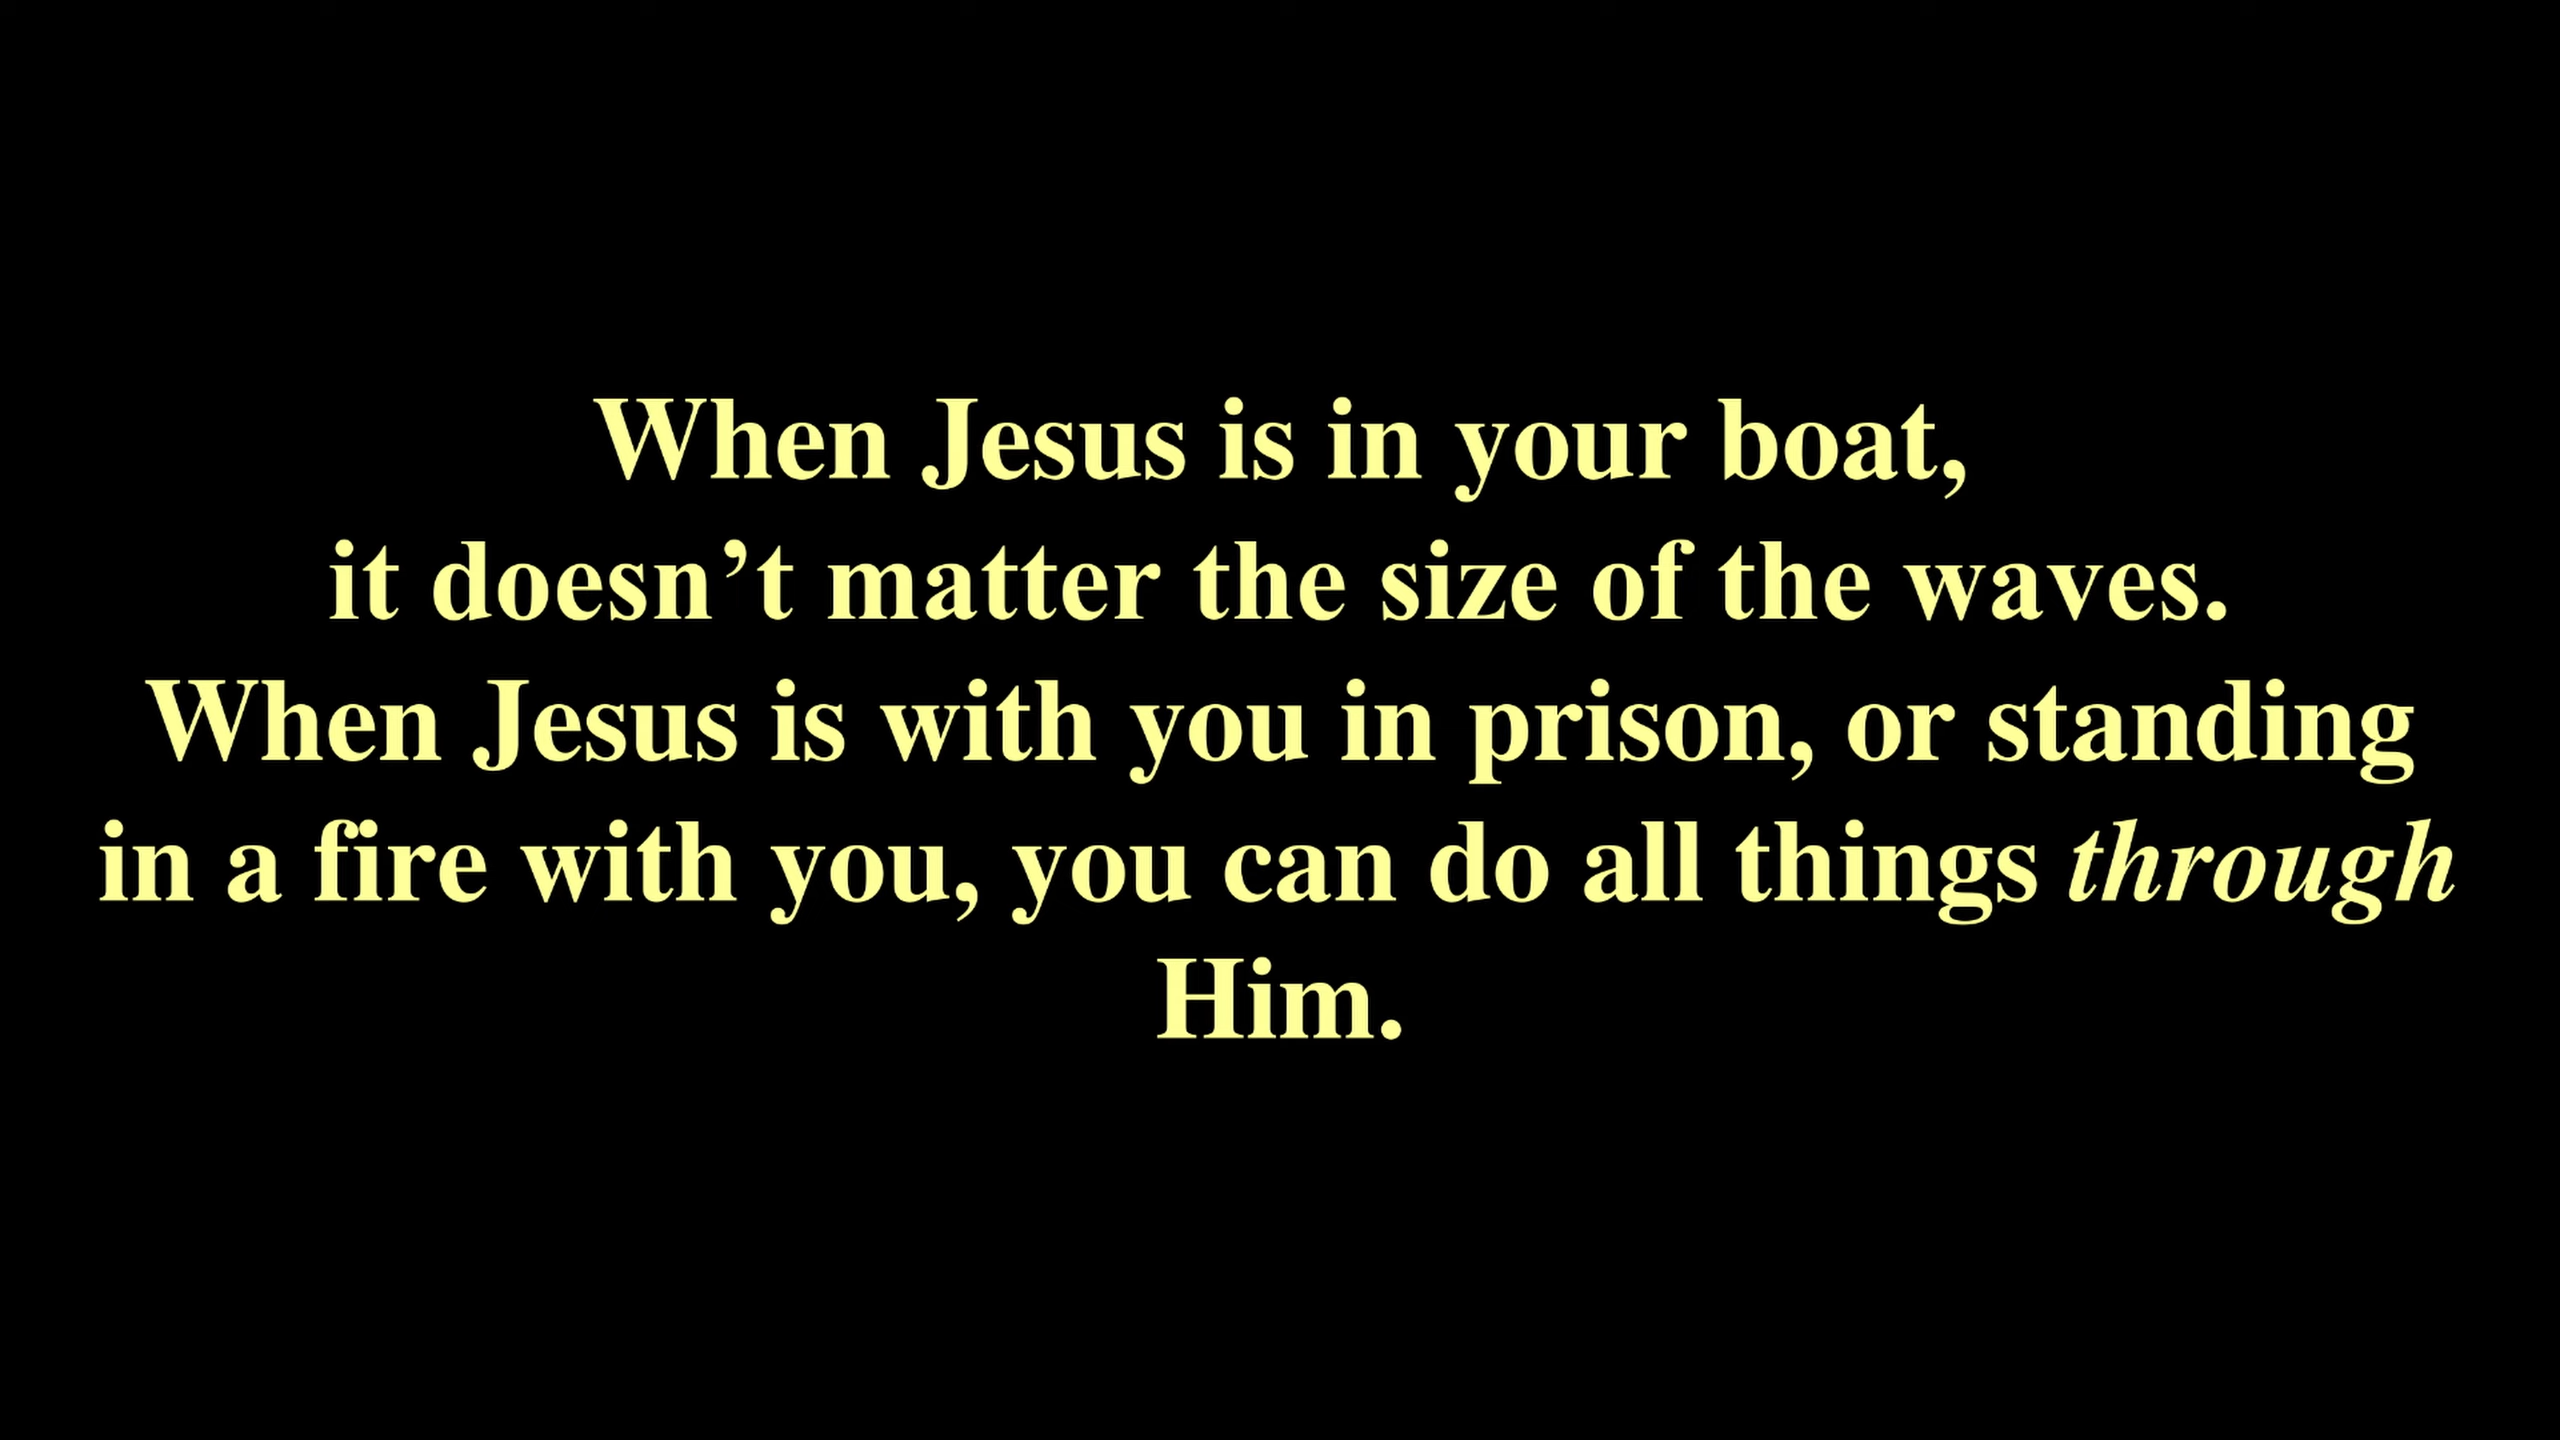 When Jesus is in your boat,
it doesn’t matter the size of the waves.
When Jesus is with you in prison, or standing
in a fire with you, you can do all things through
Him.